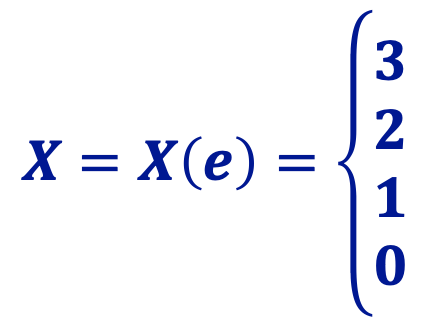 X = X(e) = { 3
2
1
0